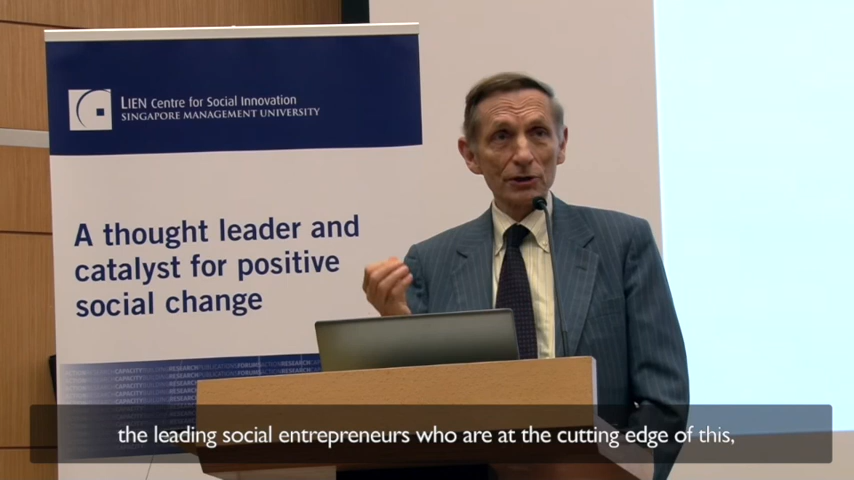 LIEN Centre for Social Innovation
SINGAPORE MANAGEMENT UNIVERSITY
A thought leader and
catalyst for positive
social change
the leading social entrepreneurs who are at the cutting edge of this,